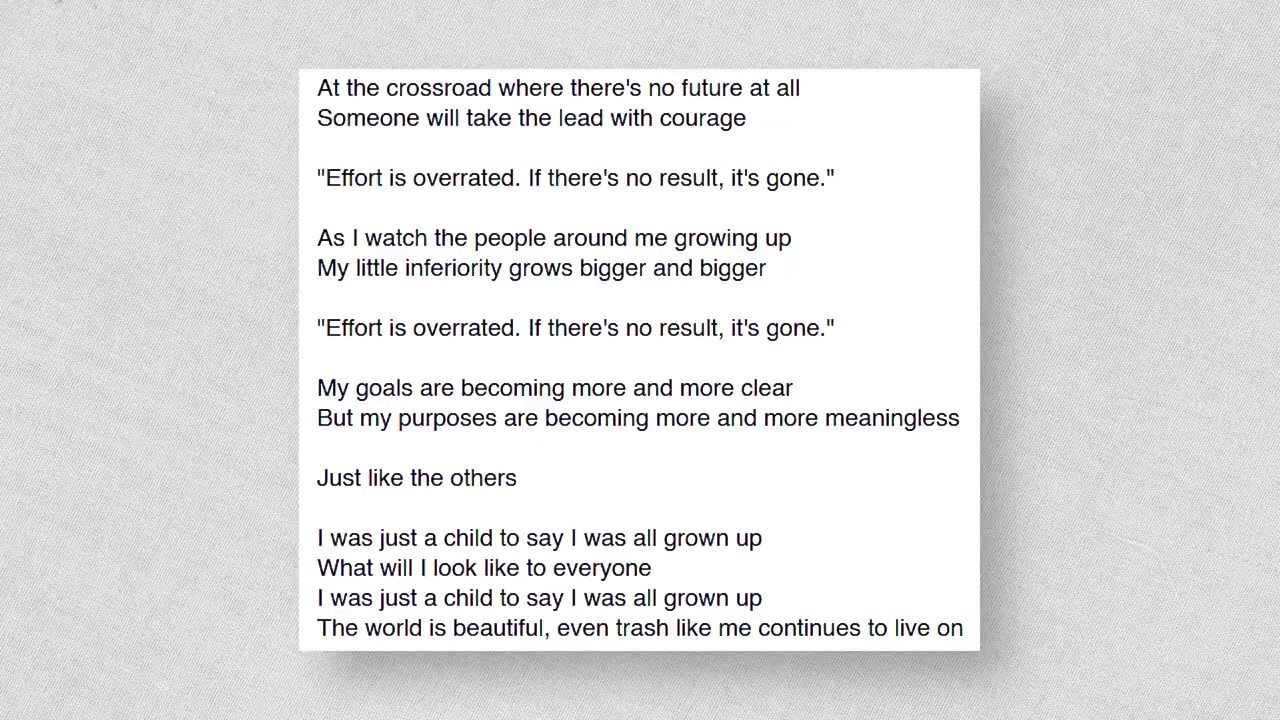 At the crossroad where there's no future at all
Someone will take the lead with courage
"Effort is overrated. If there's no result, it's gone."
As I watch the people around me growing up
My little inferiority grows bigger and bigger
"Effort is overrated. If there's no result, it's gone."
My goals are becoming more and more clear
But my purposes are becoming more and more meaningless
Just like the others
I was just a child to say I was all grown up
What will I look like to everyone
I was just a child to say I was all grown up
The world is beautiful, even trash like me continues to live on